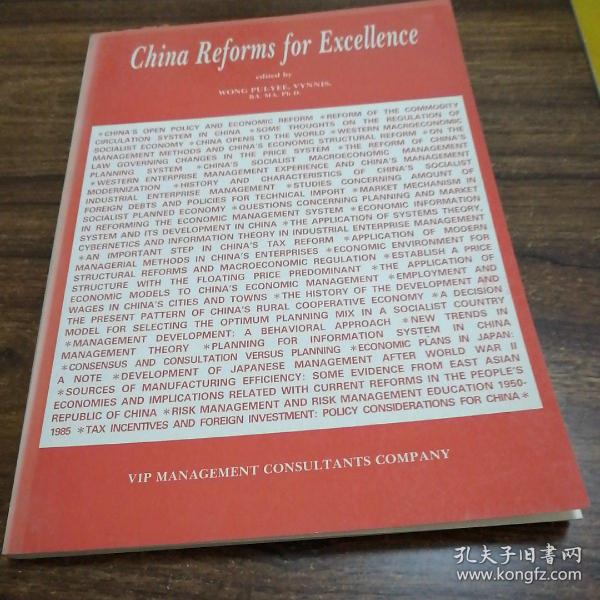 China Reforms for Excellence
edited by
WONG PUI-YEE, VYNNIS,
BA. MA. Ph D.
*CHINA'S OPEN POLICY AND ECONOMIC REFORM *REFORM OF THE COMMODITY
CIRCULATION SYSTEM IN CHINA *SOME THOUGHTS ON THE REGULATION OF
SOCIALIST ECONOMY *CHINA OPENS TO THE WORLD *WESTERN MACROECONOMIC
MANAGEMENT METHODS AND CHINA'S ECONOMIC STRUCTURAL REFORM *ON THE
LAW GOVERNING CHANGES IN THE PRICE SYSTEM *THE REFORM OF CHINA'S
PLANNING SYSTEM *CHINA'S SOCIALIST MACROECONOMIC MANAGEMENT
*WESTERN ENTERPRISE MANAGEMENT EXPERIENCE AND CHINA'S MANAGEMENT
MODERNIZATION *HISTORY AND CHARACTERISTICS OF CHINA'S SOCIALIST
INDUSTRIAL ENTERPRISE MANAGEMENT *STUDIES CONCERNING AMOUNT OF
FOREIGN DEBTS AND POLICIES FOR TECHNICAL IMPORT *MARKET MECHANISM IN
SOCIALIST PLANNED ECONOMY *QUESTIONS CONCERNING PLANNING AND MARKET
IN REFORMING THE ECONOMIC MANAGEMENT SYSTEM *ECONOMIC INFORMATION
SYSTEM AND ITS DEVELOPMENT IN CHINA *THE APPLICATION OF SYSTEMS THEORY,
CYBERNETICS AND INFORMATION THEORY IN INDUSTRIAL ENTERPRISE MANAGEMENT
*AN IMPORTANT STEP IN CHINA'S TAX REFORM *APPLICATION OF MODERN
MANAGERIAL METHODS IN CHINA'S ENTERPRISES *ECONOMIC ENVIRONMENT FOR
STRUCTURAL REFORMS AND MACROECONOMIC REGULATION *ESTABLISH A PRICE
STRUCTURE WITH THE FLOATING PRICE PREDOMINANT *THE APPLICATION OF
ECONOMIC MODELS TO CHINA'S ECONOMIC MANAGEMENT *EMPLOYMENT AND
WAGES IN CHINA'S CITIES AND TOWNS *THE HISTORY OF THE DEVELOPMENT AND
THE PRESENT PATTERN OF CHINA'S RURAL COOPERATIVE ECONOMY *A DECISION
MODEL FOR SELECTING THE OPTIMUM PLANNING MIX IN A SOCIALIST COUNTRY
*MANAGEMENT DEVELOPMENT: A BEHAVIORAL APPROACH *NEW TRENDS IN
MANAGEMENT THEORY *PLANNING FOR INFORMATION SYSTEM IN CHINA
*CONSENSUS AND CONSULTATION VERSUS PLANNING *ECONOMIC PLANS IN JAPAN:
A NOTE *DEVELOPMENT OF JAPANESE MANAGEMENT AFTER WORLD WAR II
*SOURCES OF MANUFACTURING EFFICIENCY: SOME EVIDENCE FROM EAST ASIAN
ECONOMIES AND IMPLICATIONS RELATED WITH CURRENT REFORMS IN THE PEOPLE'S
REPUBLIC OF CHINA *RISK MANAGEMENT AND RISK MANAGEMENT EDUCATION 1950-
1985 *TAX INCENTIVES AND FOREIGN INVESTMENT: POLICY CONSIDERATIONS FOR CHINA*
VIP MANAGEMENT CONSULTANTS COMPANY
孔夫子旧书网
www.kongfz.com